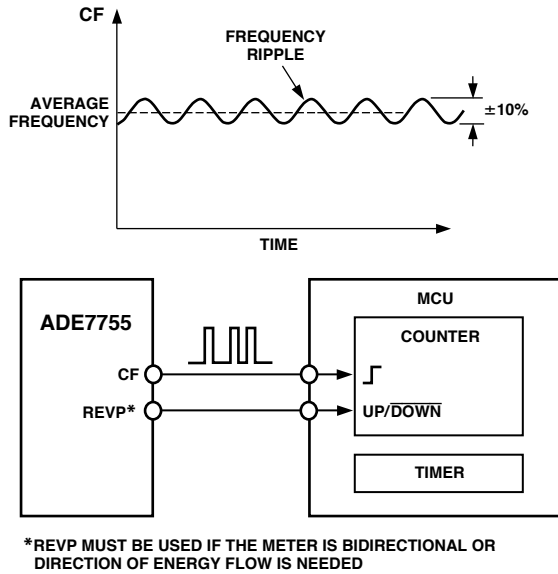 CF
FREQUENCY
RIPPLE
AVERAGE
FREQUENCY
±10%
TIME
ADE7755
CF
REVP*
MCU
COUNTER
UP/DOWN
TIMER
*REVP MUST BE USED IF THE METER IS BIDIRECTIONAL OR
DIRECTION OF ENERGY FLOW IS NEEDED